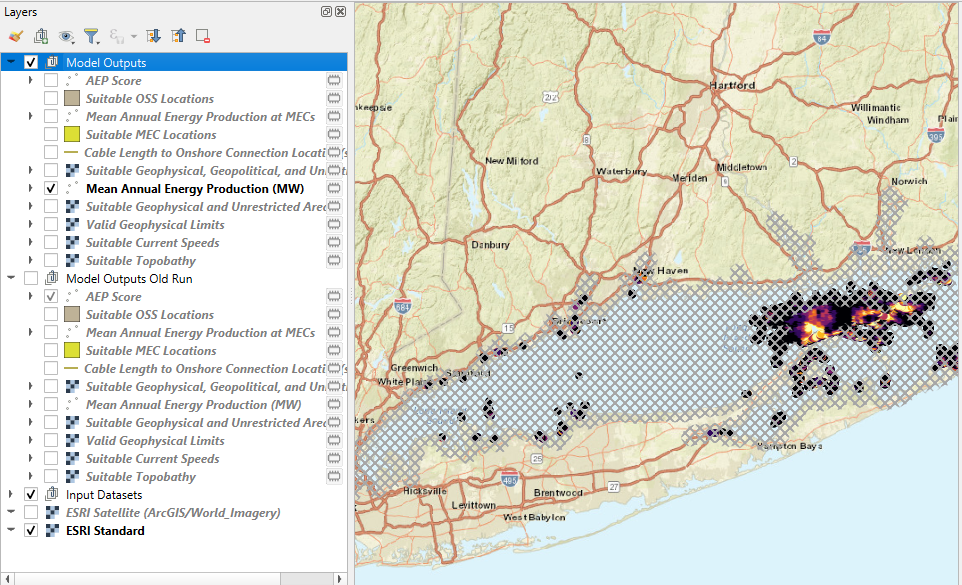 Layers
Model Outputs
AEP Score
Suitable OSS Locations
Mean Annual Energy Production at MECs
Suitable MEC Locations
Cable Length to Onshore Connection Locati
Suitable Geophysical, Geopolitical, and Un
Mean Annual Energy Production (MW)
Suitable Geophysical and Unrestricted Are
Valid Geophysical Limits
Suitable Current Speeds
Suitable Topobathy
Model Outputs Old Run
AEP Score
Suitable OSS Locations
Mean Annual Energy Production at MECs
Suitable MEC Locations
Cable Length to Onshore Connection Locati
Suitable Geophysical, Geopolitical, and Un
Mean Annual Energy Production (MW)
Suitable Geophysical and Unrestricted Are
Valid Geophysical Limits
Suitable Current Speeds
Suitable Topobathy
Input Datasets
ESRI Satellite (ArcGIS/World_Imagery)
ESRI Standard
84
Hartford
202
keepsie
Willimantic
Windham
Plain
395
8
New Milford
Waterbury
Meriden
Middletown
2
9
Norwich
Danbury
New London
95
New Haven
684
15
Bridgeport
Greenwich
Stamford
White Plain
kers
Hampton Bays
25
495
Hicksville
Brentwood
27
Levittown
West Babylon